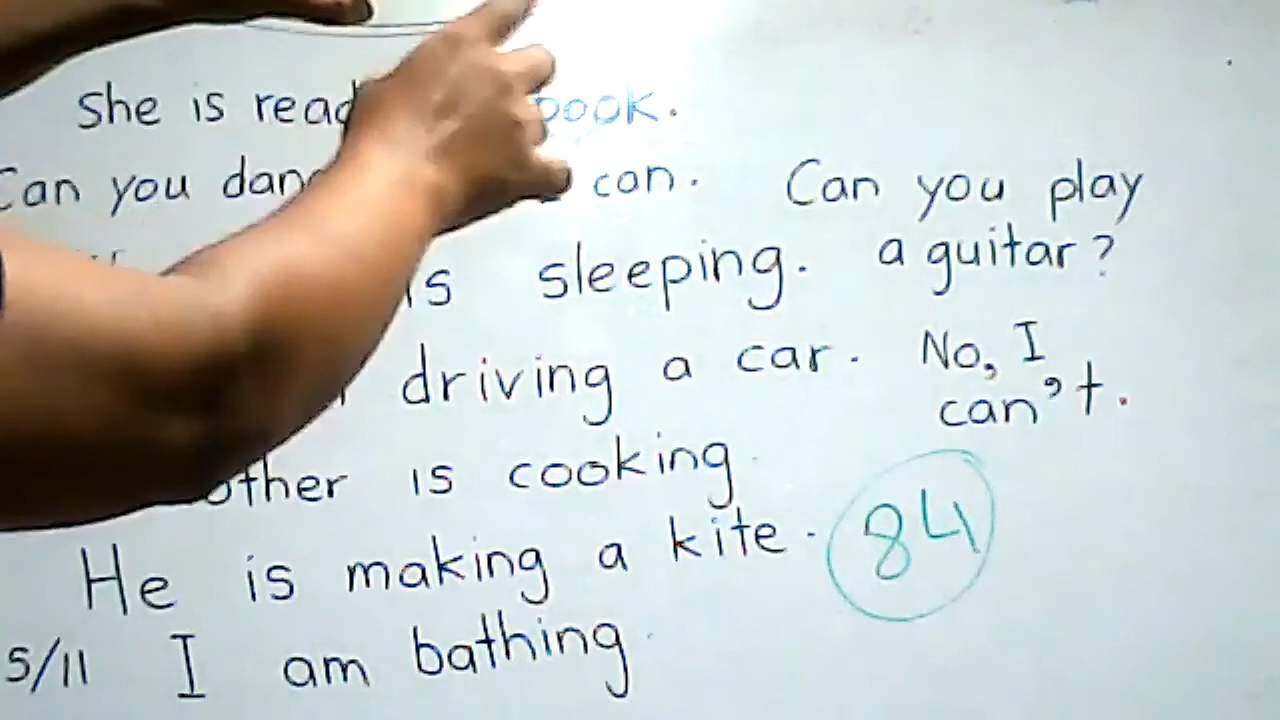 She is read book.
Can you dan can.
is sleeping.
driving a car.
other is cooking.
He is making a kite.
5/11 I am bathing.
Can you play
a guitar?
No, I
can't.
84